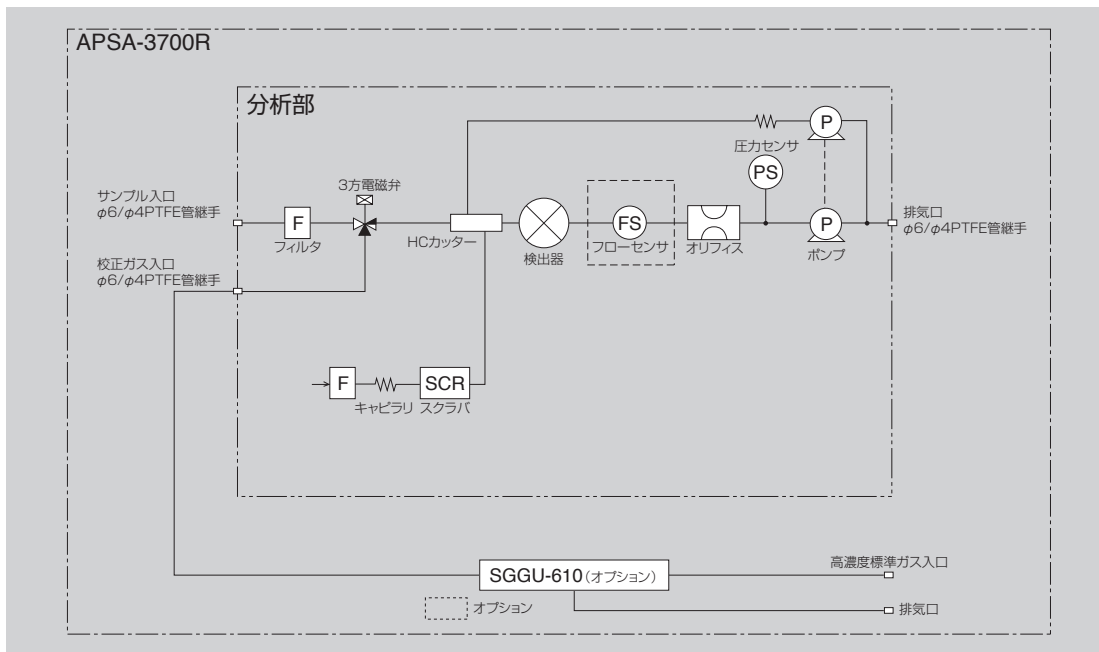 APSA-3700R
分析部
P
圧力センサ
PS
サンプル入口
φ6/φ4PTFE管継手
3方電磁弁
F
フィルタ
HCカッター
検出器
FS
フローセンサ
オリフィス
P
ポンプ
排気口
φ6/φ4PTFE管継手
校正ガス入口
φ6/φ4PTFE管継手
F
キャピラリ
SCR
スクラバ
SGGU-610(オプション)
高濃度標準ガス入口
オプション
排気口